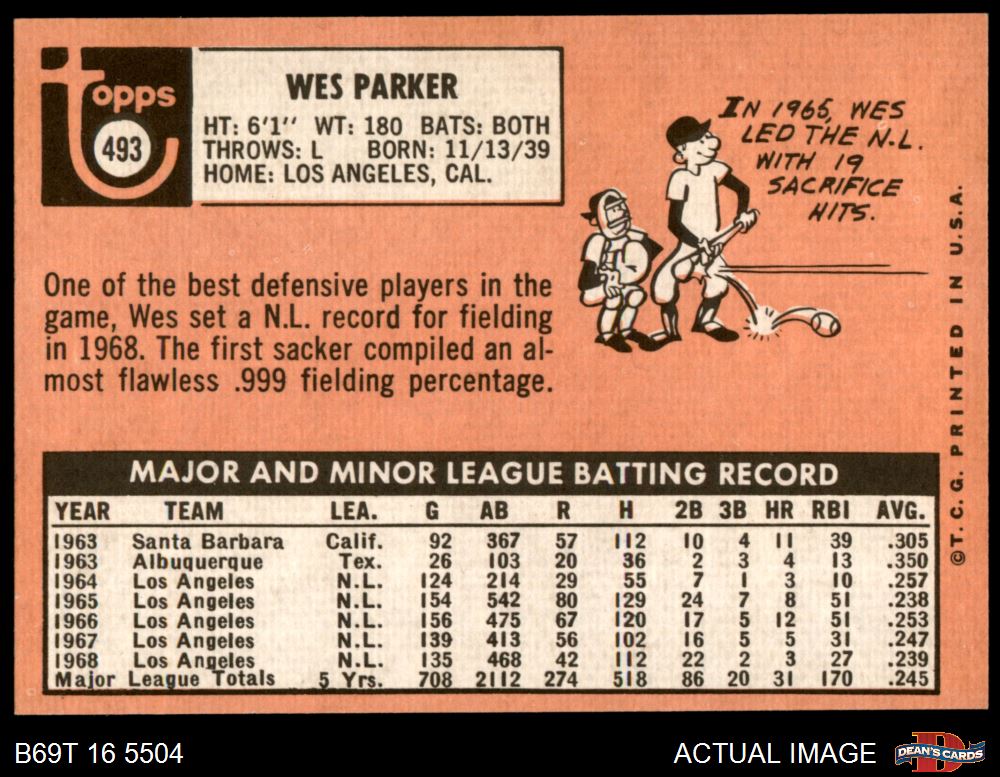 topps
493
WES PARKER
HT: 6'1" WT: 180 BATS: BOTH
THROWS: L BORN: 11/13/39
HOME: LOS ANGELES, CAL.
IN 1965, WES
LED THE N.L.
WITH 19
SACRIFICE
HITS.
One of the best defensive players in the
game, Wes set a N.L. record for fielding
in 1968. The first sacker compiled an al-
most flawless .999 fielding percentage.
©T. C. G. PRINTED IN U.S.A.
MAJOR AND MINOR LEAGUE BATTING RECORD
YEAR TEAM LEA. G AB R H 2B 3B HR RBI AVG.
1963 Santa Barbara Calif. 92 367 57 112 10 4 11 39 .305
1963 Albuquerque Tex. 26 103 20 36 2 3 4 13 .350
1964 Los Angeles N.L. 124 214 29 55 7 1 3 10 .257
1965 Los Angeles N.L. 154 542 80 129 24 7 8 51 .238
1966 Los Angeles N.L. 156 475 67 120 17 5 12 51 .253
1967 Los Angeles N.L. 139 413 56 102 16 5 5 31 .247
1968 Los Angeles N.L. 135 468 42 112 22 2 3 27 .239
Major League Totals 5 Yrs. 708 2112 274 518 86 20 31 170 .245
B69T 16 5504
ACTUAL IMAGE
DEAN'S CARDS